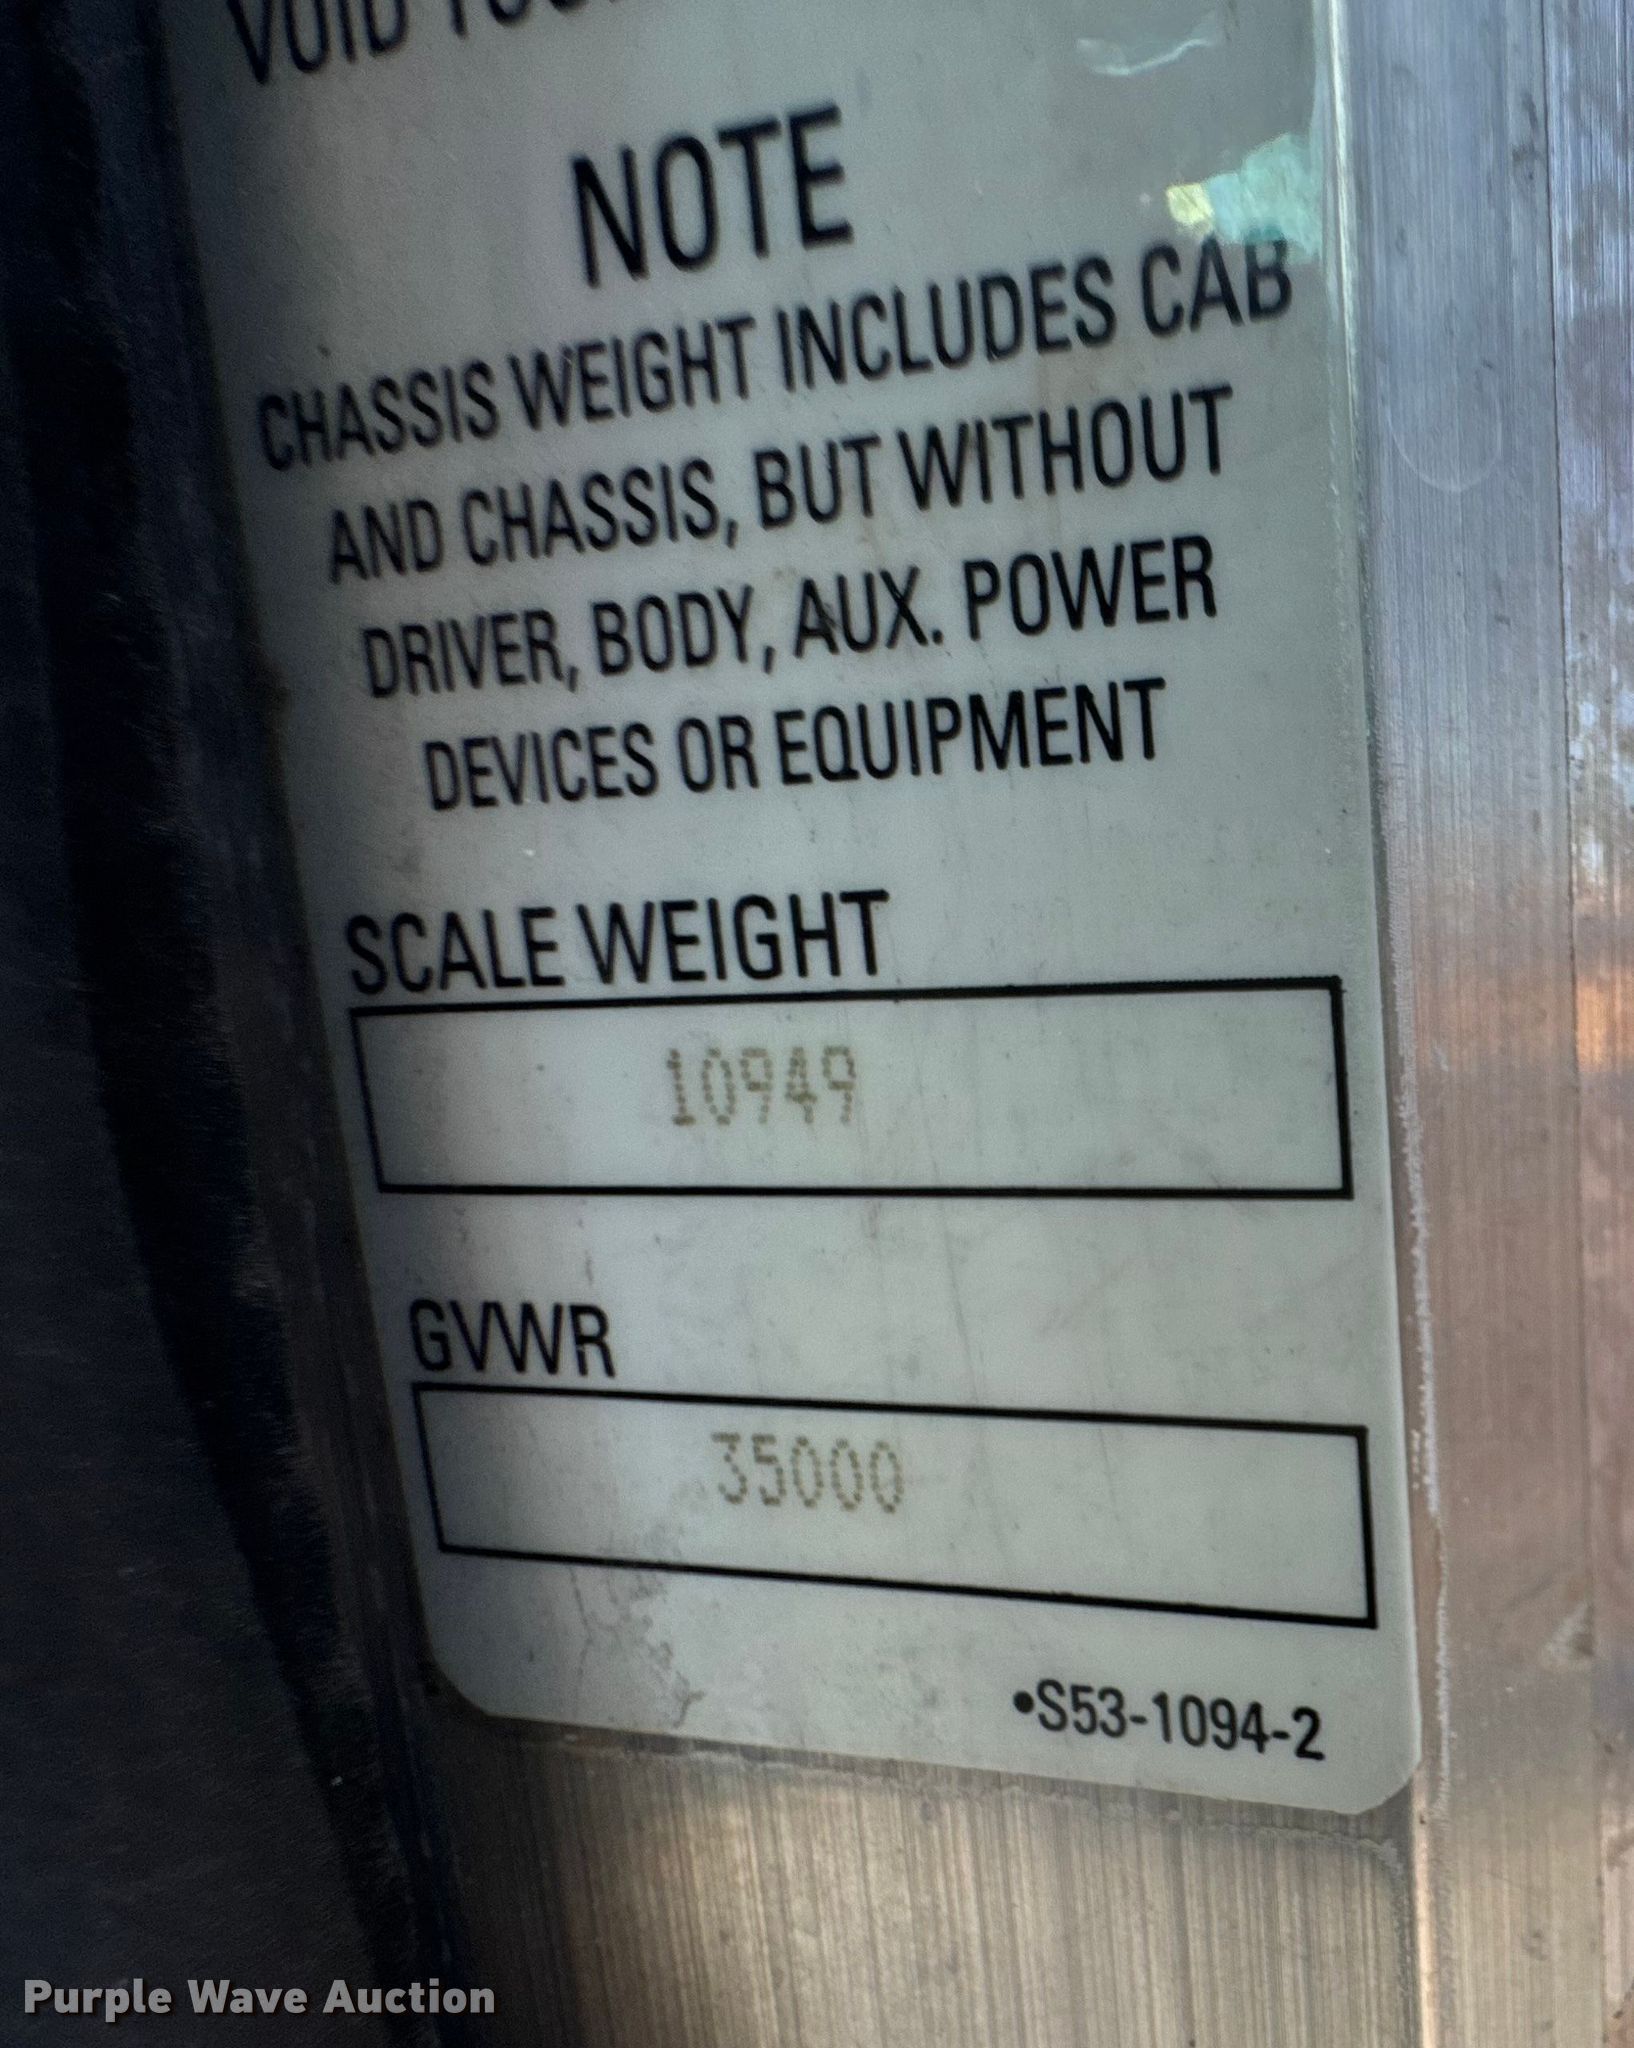 VOID
NOTE
CHASSIS WEIGHT INCLUDES CAB
AND CHASSIS, BUT WITHOUT
DRIVER, BODY, AUX. POWER
DEVICES OR EQUIPMENT
SCALE WEIGHT
10949
GVWR
35000
•S53-1094-2
Purple Wave Auction